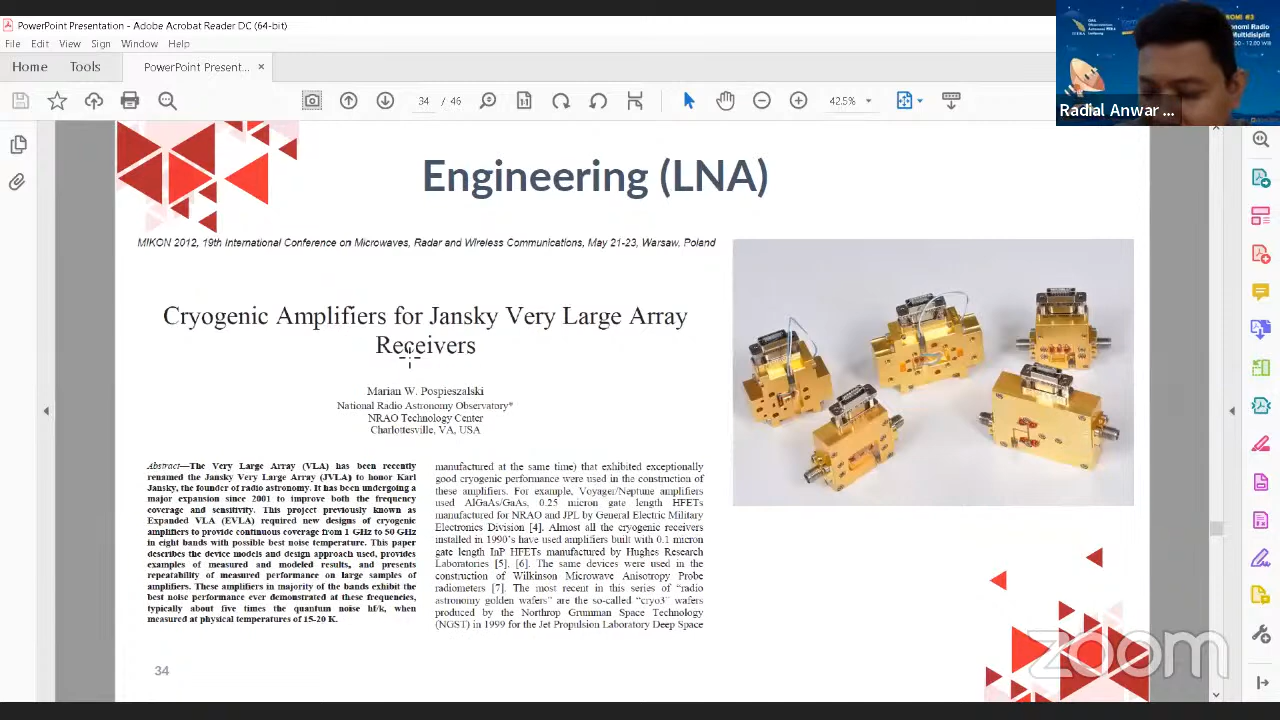 PowerPoint Presentation - Adobe Acrobat Reader DC (64-bit)
File Edit View Sign Window Help
Home Tools PowerPoint Present... ×
34 / 46 42.5%
Radial Anwar ...
Engineering (LNA)
MIKON 2012, 19th International Conference on Microwaves, Radar and Wireless Communications, May 21-23, Warsaw, Poland
Cryogenic Amplifiers for Jansky Very Large Array
Receivers
Marian W. Pospieszalski
National Radio Astronomy Observatory*
NRAO Technology Center
Charlottesville, VA, USA
Abstract—The Very Large Array (VLA) has been recently
renamed the Jansky Very Large Array (JVLA) to honor Karl
Jansky, the founder of radio astronomy. It has been undergoing a
major expansion since 2001 to improve both the frequency
coverage and sensitivity. This project previously known as
Expanded VLA (EVLA) required new designs of cryogenic
amplifiers to provide continuous coverage from 1 GHz to 50 GHz
in eight bands with possible best noise temperature. This paper
describes the device models and design approach used, provides
examples of measured and modeled results, and presents
repeatability of measured performance on large samples of
amplifiers. These amplifiers in majority of the bands exhibit the
best noise performance ever demonstrated at these frequencies,
typically about five times the quantum noise hf/k, when
measured at physical temperatures of 15-20 K.
manufactured at the same time) that exhibited exceptionally
good cryogenic performance were used in the construction of
these amplifiers. For example, Voyager/Neptune amplifiers
used AlGaAs/GaAs, 0.25 micron gate length HFETs
manufactured for NRAO and JPL by General Electric Military
Electronics Division [4]. Almost all the cryogenic receivers
installed in 1990's have used amplifiers built with 0.1 micron
gate length InP HFETs manufactured by Hughes Research
Laboratories [5], [6]. The same devices were used in the
construction of Wilkinson Microwave Anisotropy Probe
radiometers [7]. The most recent in this series of "radio
astronomy golden wafers" are the so-called "cryo3" wafers
produced by the Northrop Grumman Space Technology
(NGST) in 1999 for the Jet Propulsion Laboratory Deep Space
34
zoom